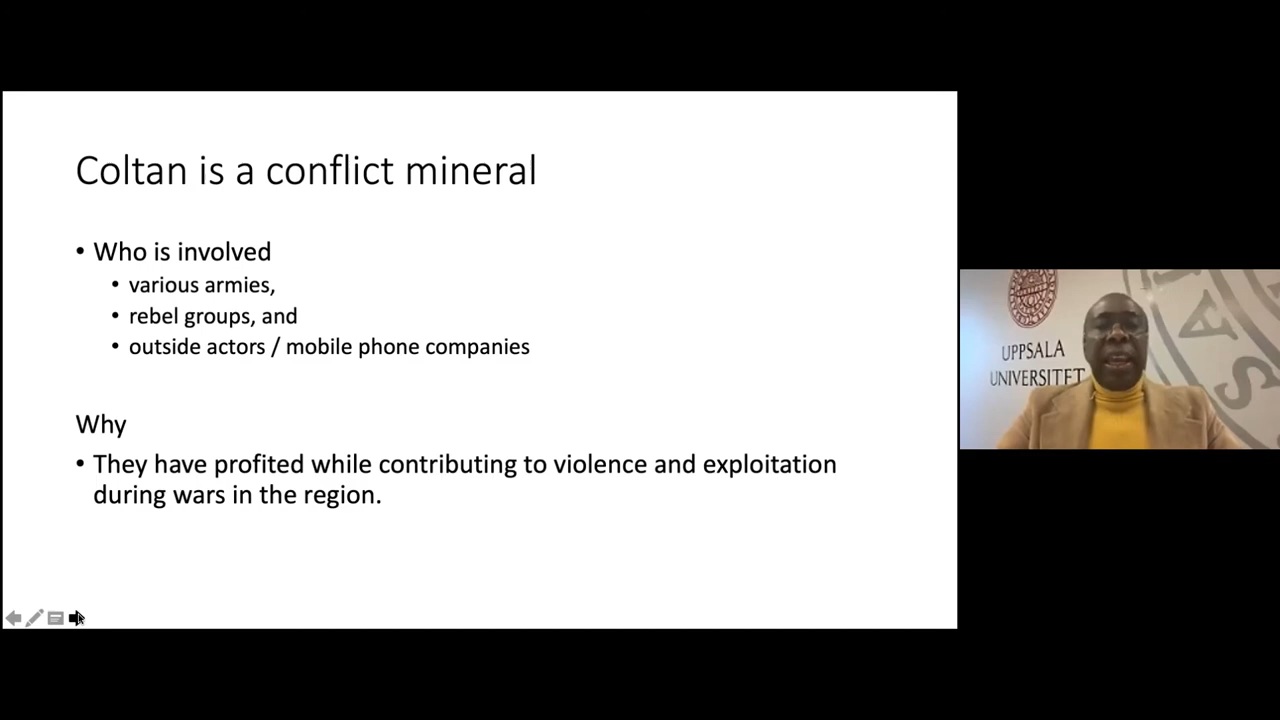 Coltan is a conflict mineral
• Who is involved
• various armies,
• rebel groups, and
• outside actors / mobile phone companies
Why
• They have profited while contributing to violence and exploitation
during wars in the region.
UPPSALA
UNIVERSITET